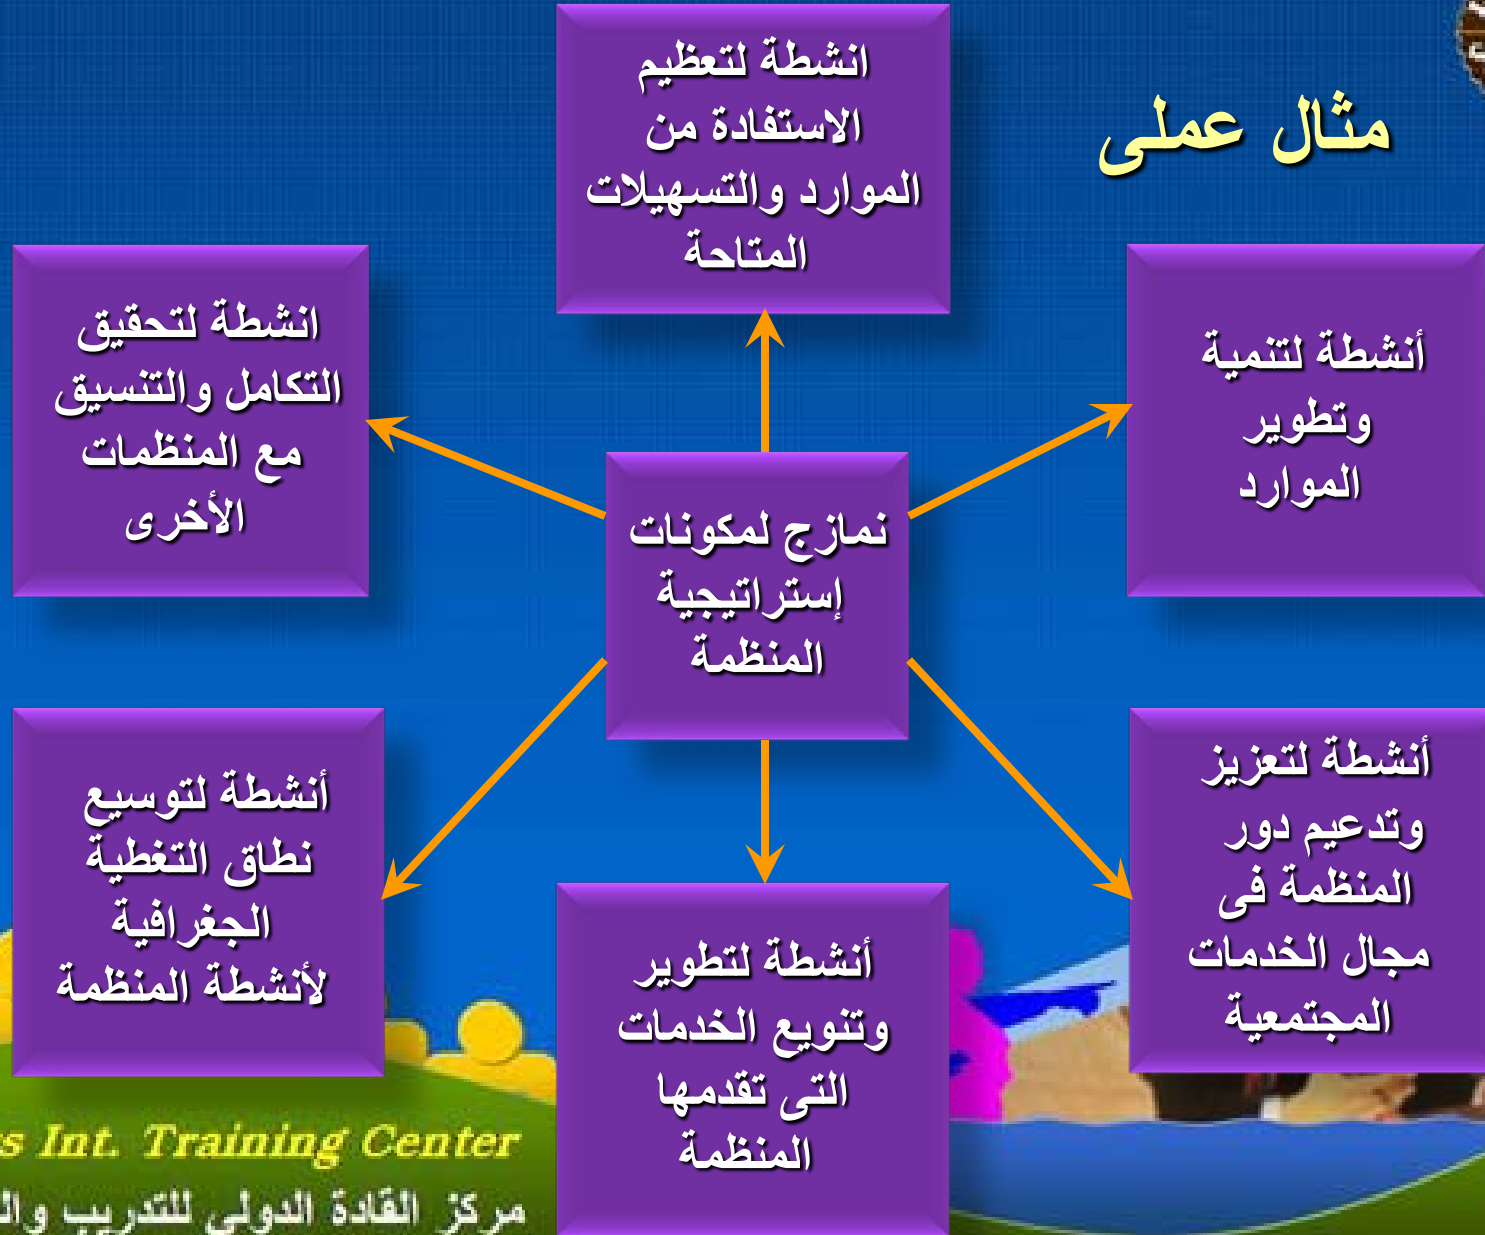 مثال عملى
انشطة لتعظيم
الاستفادة من
الموارد والتسهيلات
المتاحة
أنشطة لتنمية
وتطوير
الموارد
انشطة لتحقيق
التكامل والتنسيق
مع المنظمات
الأخرى
نمازج لمكونات
إستراتيجية
المنظمة
أنشطة لتعزيز
وتدعيم دور
المنظمة فى
مجال الخدمات
المجتمعية
أنشطة لتوسيع
نطاق التغطية
الجغرافية
لأنشطة المنظمة
أنشطة لتطوير
وتنويع الخدمات
التى تقدمها
المنظمة
Int. Training Center
مركز القادة الدولي للتدريب